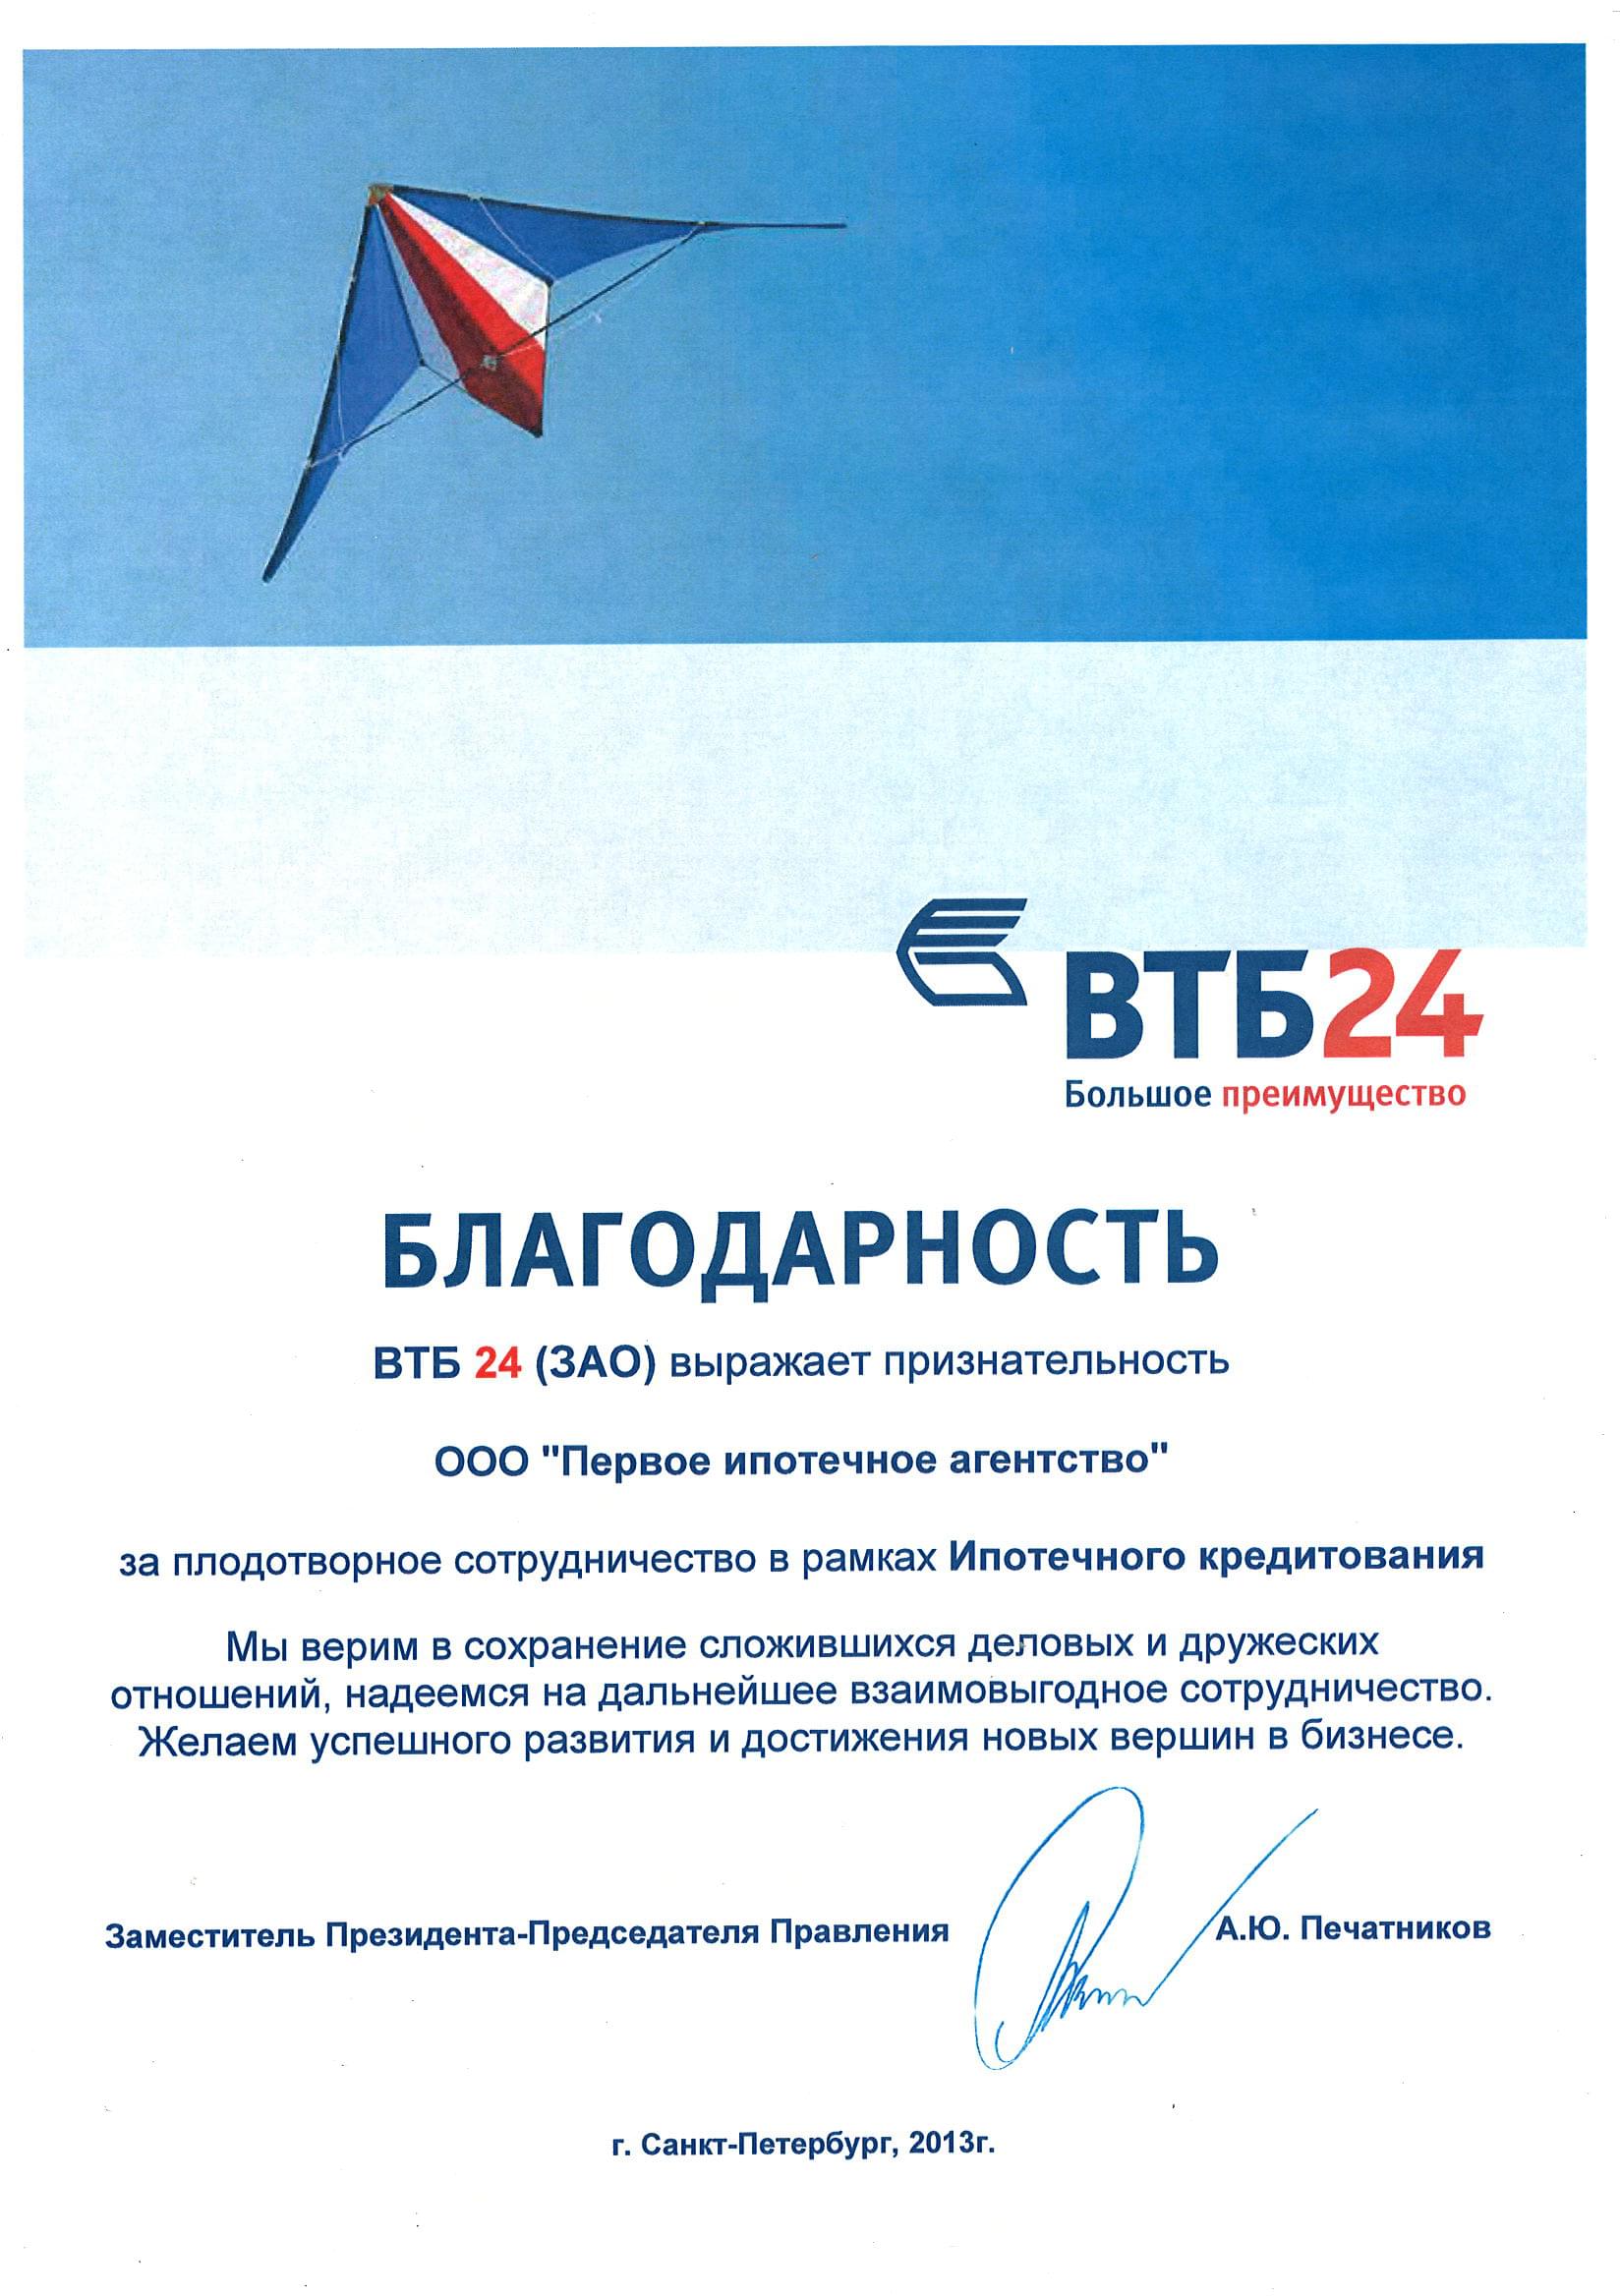 ВТБ24
Большое преимущество
БЛАГОДАРНОСТЬ
ВТБ 24 (ЗАО) выражает признательность
ООО "Первое ипотечное агентство"
за плодотворное сотрудничество в рамках Ипотечного кредитования
Мы верим в сохранение сложившихся деловых и дружеских
отношений, надеемся на дальнейшее взаимовыгодное сотрудничество.
Желаем успешного развития и достижения новых вершин в бизнесе.
Заместитель Президента-Председателя Правления А.Ю. Печатников
г. Санкт-Петербург, 2013г.